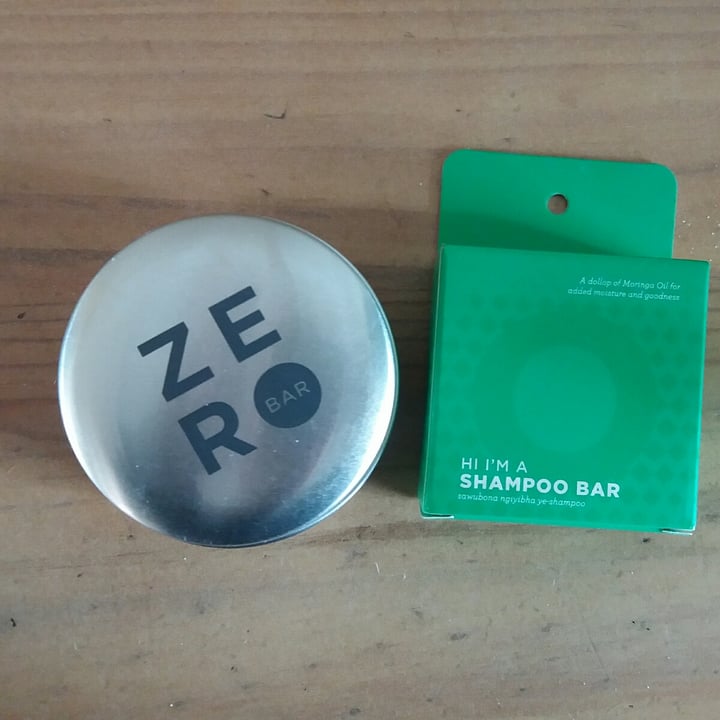 ZE
R
BAR
A dollop of Moringa Oil for
added moisture and goodness
HI I'M A
SHAMPOO BAR
sawubona ngiyibha ye-shampoo